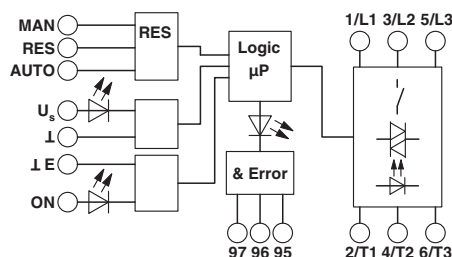 MAN
RES
AUTO
RES
U_s
⊥
⊥ E
ON
Logic
µP
& Error
97 96 95
1/L1 3/L2 5/L3
2/T1 4/T2 6/T3